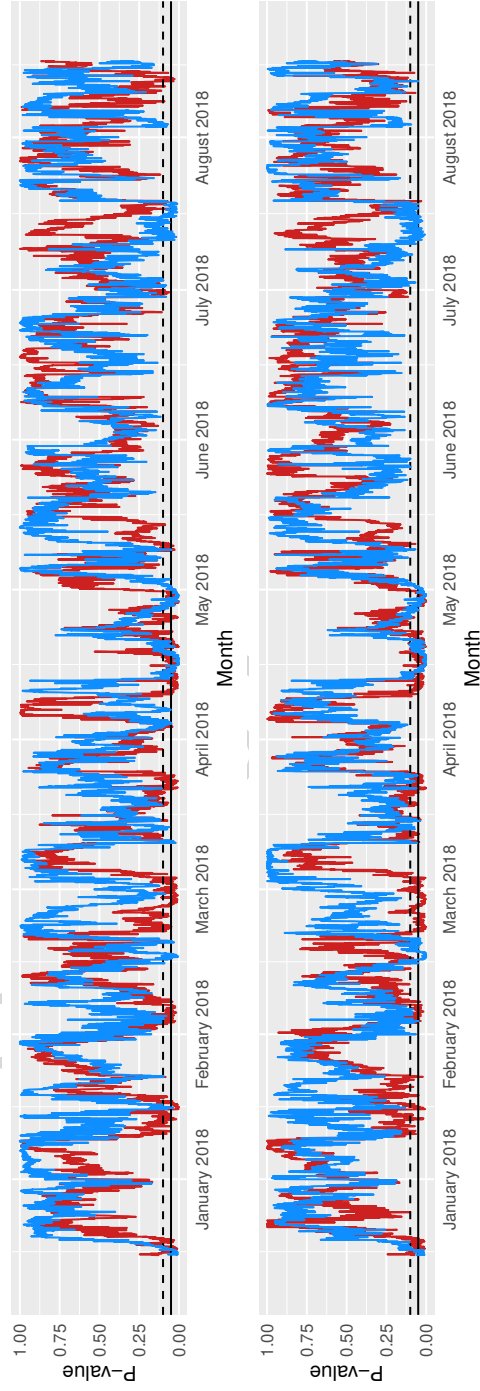 P−value
1.00
0.75
0.50
0.25
0.00
January 2018
February 2018
March 2018
April 2018
May 2018
June 2018
July 2018
August 2018
Month
P−value
1.00
0.75
0.50
0.25
0.00
January 2018
February 2018
March 2018
April 2018
May 2018
June 2018
July 2018
August 2018
Month